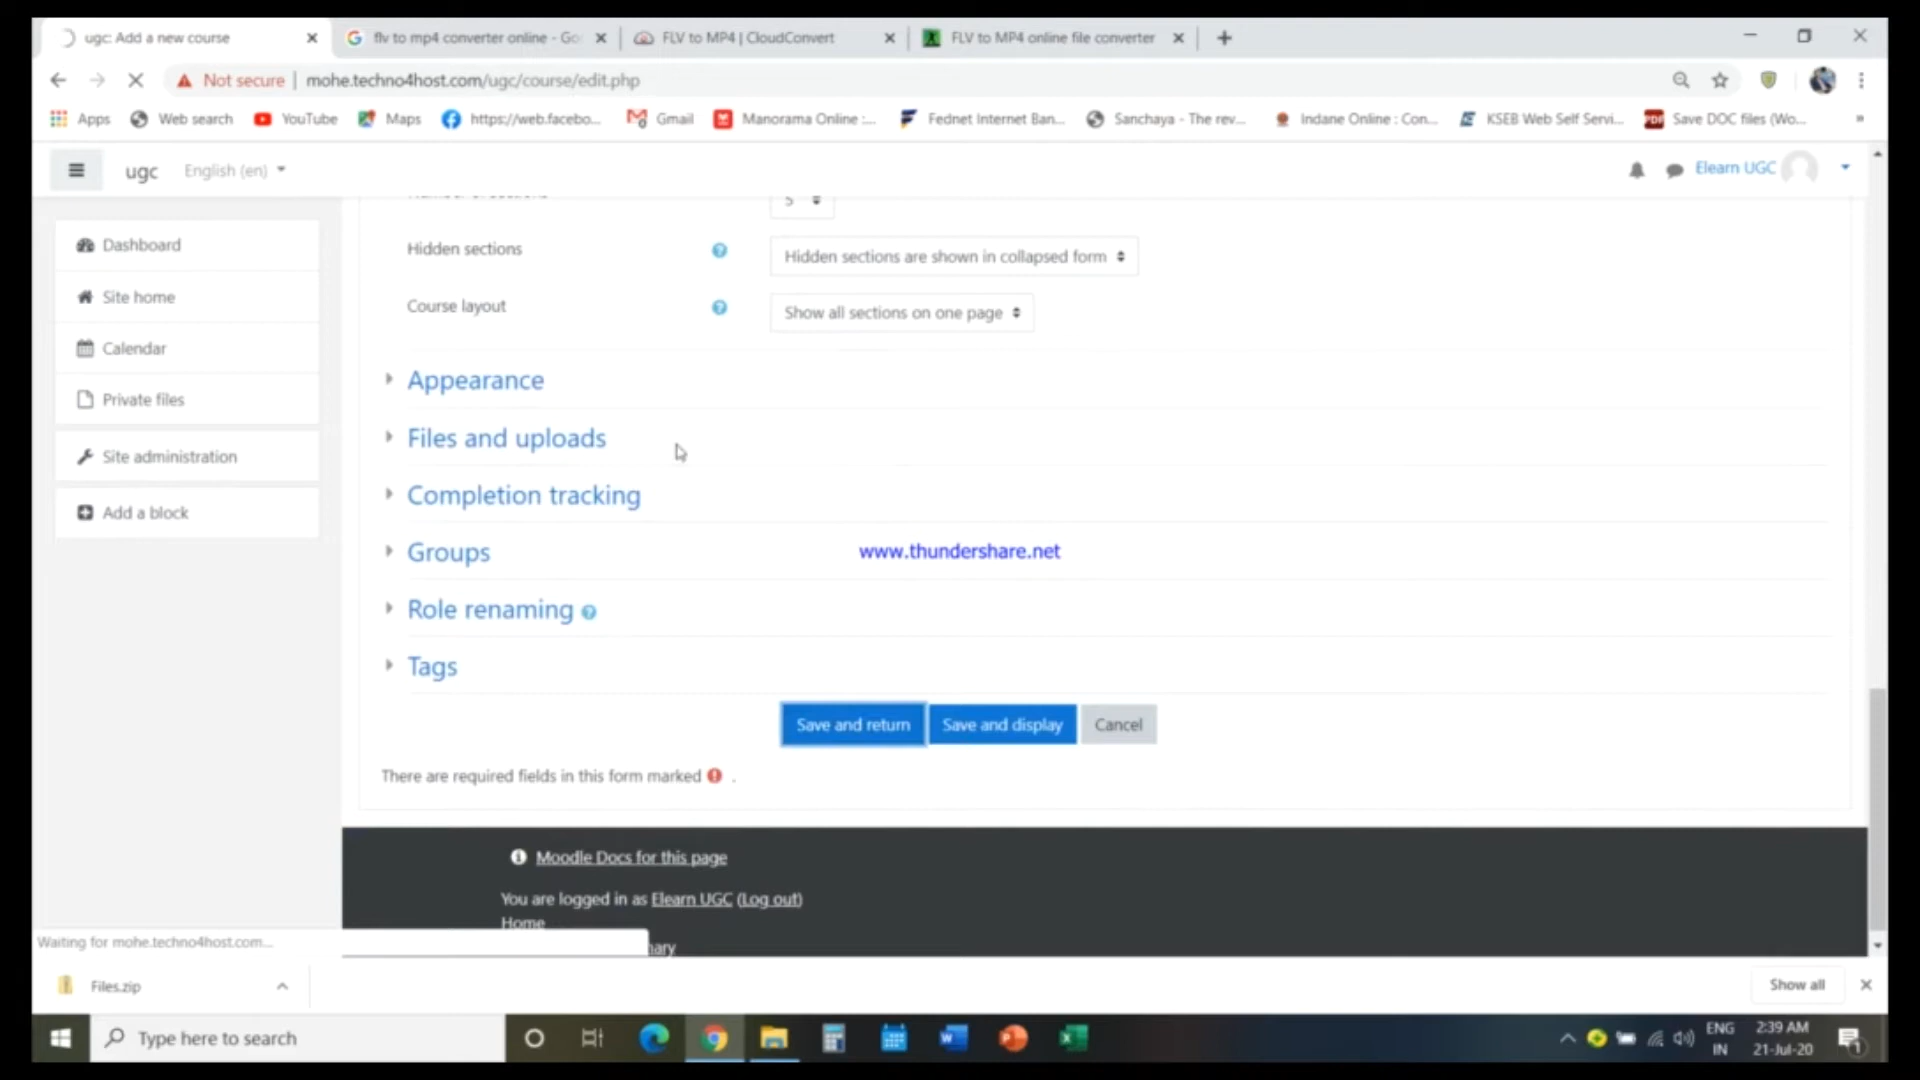 ugc: Add a new course
flv to mp4 converter online - Go
FLV to MP4 | CloudConvert
FLV to MP4 online file converter
Not secure | mohe.techno4host.com/ugc/course/edit.php
Apps
Web search
YouTube
Maps
https://web.facebo...
Gmail
Manorama Online :...
Fednet Internet Ban...
Sanchaya - The rev...
Indane Online : Con...
KSEB Web Self Servi...
Save DOC files (Wo...
ugc
English (en)
Elearn UGC
Dashboard
Site home
Calendar
Private files
Site administration
Add a block
5
Hidden sections
Hidden sections are shown in collapsed form
Course layout
Show all sections on one page
Appearance
Files and uploads
Completion tracking
Groups
www.thundershare.net
Role renaming
Tags
Save and return
Save and display
Cancel
There are required fields in this form marked .
Moodle Docs for this page
You are logged in as Elearn UGC (Log out)
Home
Waiting for mohe.techno4host.com...
Files.zip
Show all
Type here to search
ENG
IN
2:39 AM
21-Jul-20